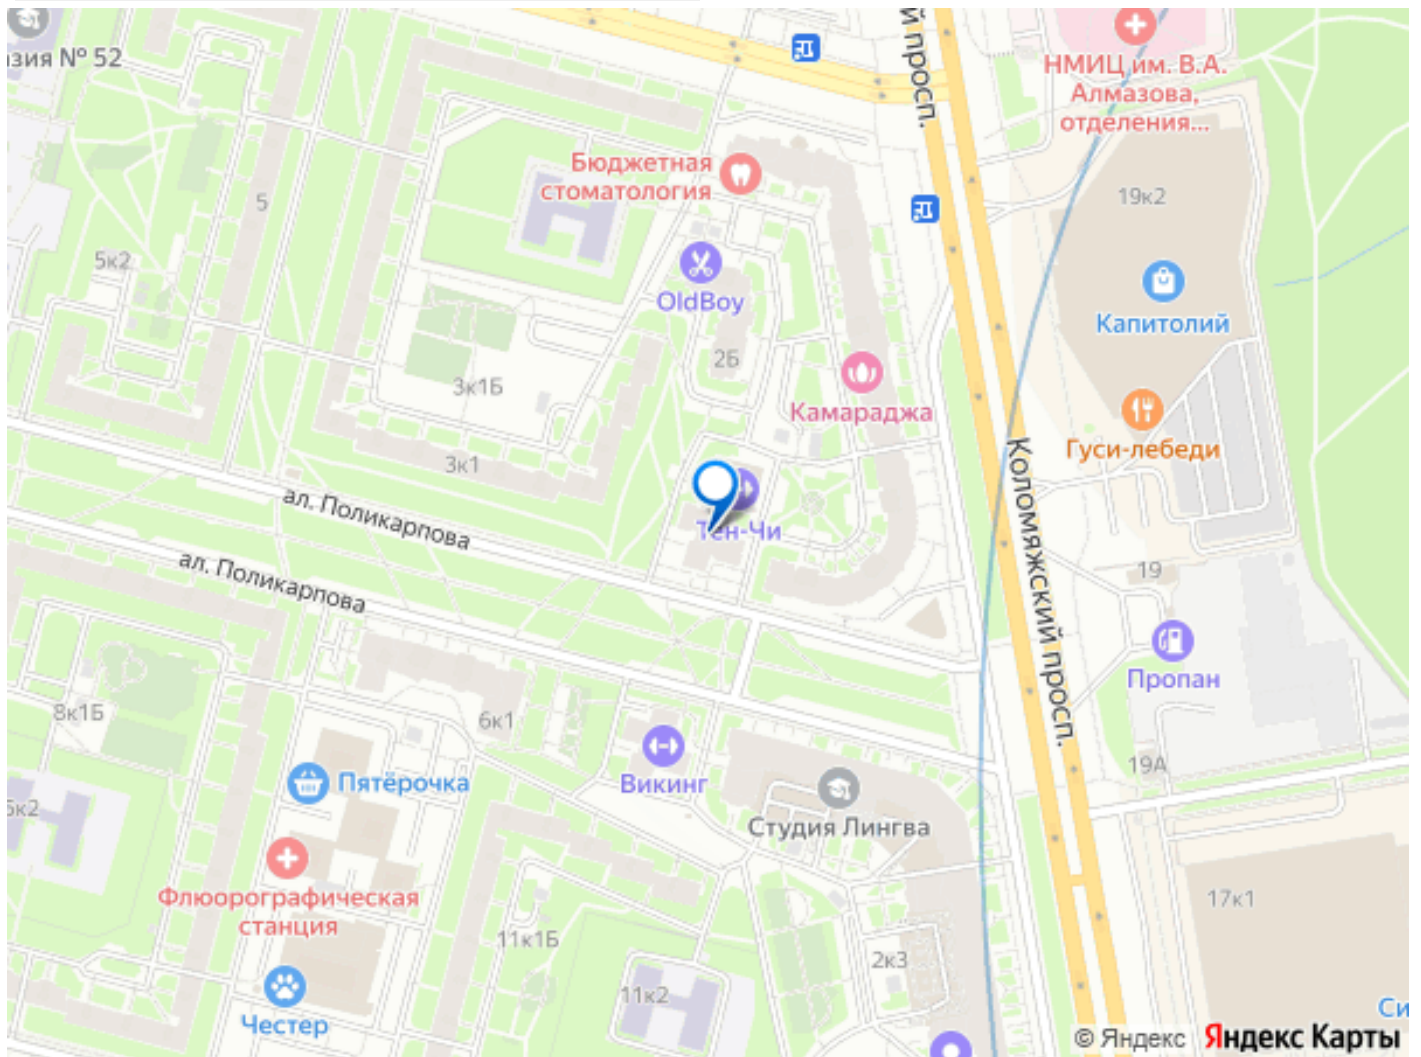 зия № 52
й просп.
НМИЦ им. В.А.
Алмазова,
отделения...
Бюджетная
стоматология
19к2
5
5к2
OldBoy
Капитолий
2Б
3к1Б
Камараджа
Гуси-лебеди
3к1
Коломяжский просп.
ал. Поликарпова
Тен-Чи
ал. Поликарпова
19
Пропан
8к1Б
6к1
19А
Викинг
Пятёрочка
5к2
Студия Лингва
Флюорографическая
станция
17к1
11к1Б
2к3
11к2
Честер
Си
© Яндекс Яндекс Карты